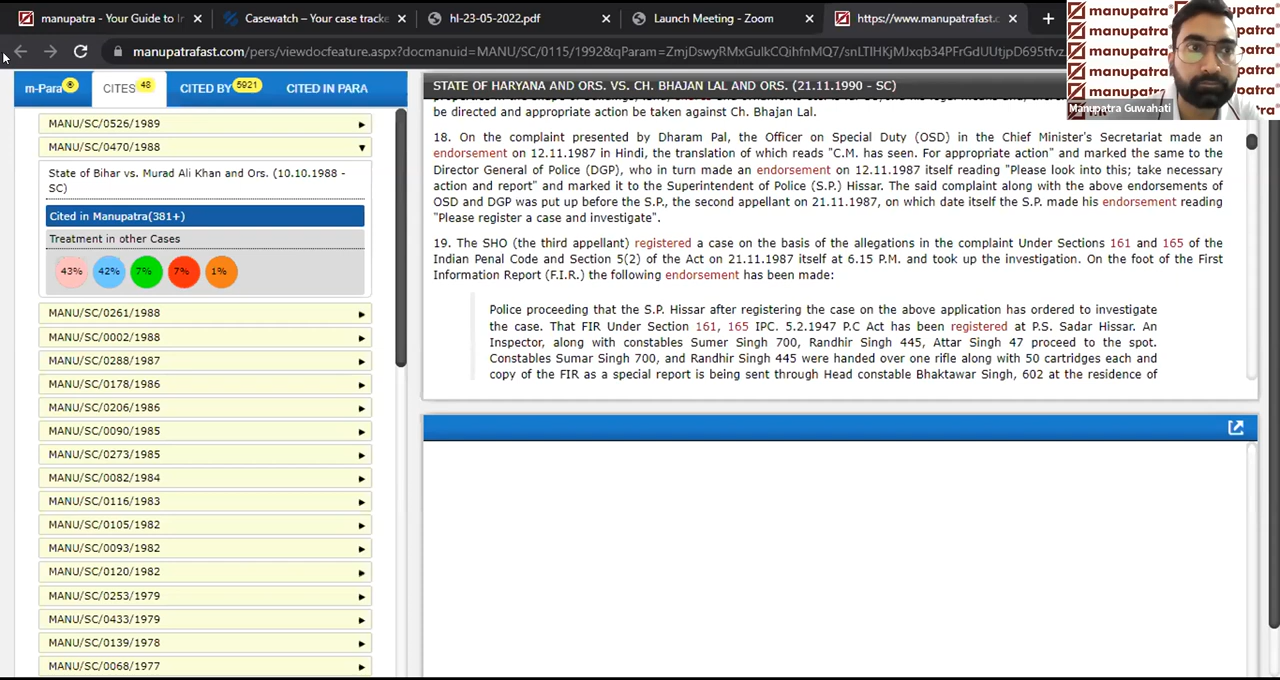 manupatra - Your Guide to In
Casewatch – Your case tracke
hl-23-05-2022.pdf
Launch Meeting - Zoom
https://www.manupatrafast.c
manupatrafast.com/pers/viewdocfeature.aspx?docmanuid=MANU/SC/0115/1992&qParam=
manupatra
Manupatra Guwahati
m-Para
CITES 48
CITED BY 5921
CITED IN PARA
STATE OF HARYANA AND ORS. VS. CH. BHAJAN LAL AND ORS. (21.11.1990 - SC)
MANU/SC/0526/1989
MANU/SC/0470/1988
State of Bihar vs. Murad Ali Khan and Ors. (10.10.1988 -
SC)
Cited in Manupatra(381+)
Treatment in other Cases
43% 42% 7% 7% 1%
MANU/SC/0261/1988
MANU/SC/0002/1988
MANU/SC/0288/1987
MANU/SC/0178/1986
MANU/SC/0206/1986
MANU/SC/0090/1985
MANU/SC/0273/1985
MANU/SC/0082/1984
MANU/SC/0116/1983
MANU/SC/0105/1982
MANU/SC/0093/1982
MANU/SC/0120/1982
MANU/SC/0253/1979
MANU/SC/0433/1979
MANU/SC/0139/1978
MANU/SC/0068/1977
be directed and appropriate action be taken against Ch. Bhajan Lal.
18. On the complaint presented by Dharam Pal, the Officer on Special Duty (OSD) in the Chief Minister's Secretariat made an
endorsement on 12.11.1987 in Hindi, the translation of which reads "C.M. has seen. For appropriate action" and marked the same to the
Director General of Police (DGP), who in turn made an endorsement on 12.11.1987 itself reading "Please look into this; take necessary
action and report" and marked it to the Superintendent of Police (S.P.) Hissar. The said complaint along with the above endorsements of
OSD and DGP was put up before the S.P., the second appellant on 21.11.1987, on which date itself the S.P. made his endorsement reading
"Please register a case and investigate".
19. The SHO (the third appellant) registered a case on the basis of the allegations in the complaint Under Sections 161 and 165 of the
Indian Penal Code and Section 5(2) of the Act on 21.11.1987 itself at 6.15 P.M. and took up the investigation. On the foot of the First
Information Report (F.I.R.) the following endorsement has been made:
Police proceeding that the S.P. Hissar after registering the case on the above application has ordered to investigate
the case. That FIR Under Section 161, 165 IPC. 5.2.1947 P.C Act has been registered at P.S. Sadar Hissar. An
Inspector, along with constables Sumer Singh 700, Randhir Singh 445, Attar Singh 47 proceed to the spot.
Constables Sumar Singh 700, and Randhir Singh 445 were handed over one rifle along with 50 cartridges each and
copy of the FIR as a special report is being sent through Head constable Bhaktawar Singh, 602 at the residence of